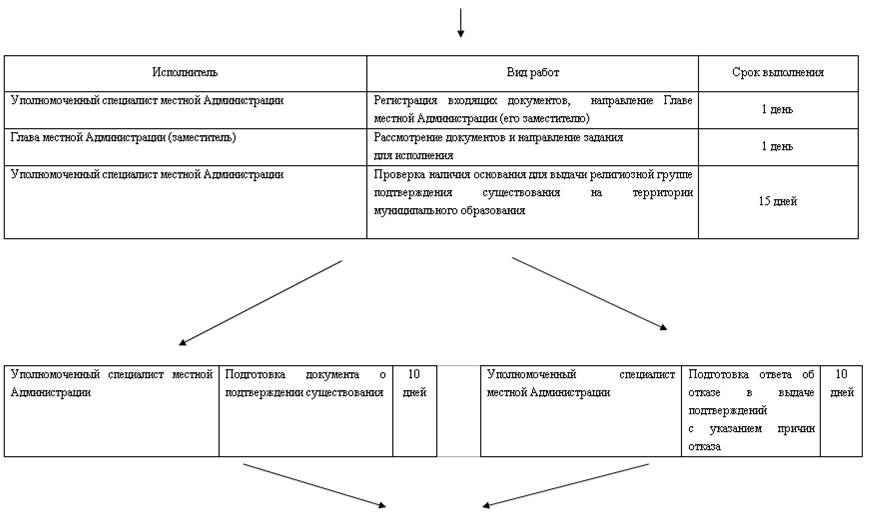 Исполнитель
Вид работ
Срок выполнения
Уполномоченный специалист местной Администрации
Регистрация входящих документов, направление Главе
местной Администрации (его заместителю)
1 день
Глава местной Администрации (заместитель)
Рассмотрение документов и направление задания
для исполнения
1 день
Уполномоченный специалист местной Администрации
Проверка наличия основания для выдачи религиозной группе
подтверждения существования на территории
муниципального образования
15 дней
Уполномоченный специалист местной
Администрации
Подготовка документа о
подтверждении существования
10
дней
Уполномоченный специалист
местной Администрации
Подготовка ответа об
отказе в выдаче
подтверждений
с указанием причин
отказа
10
дней